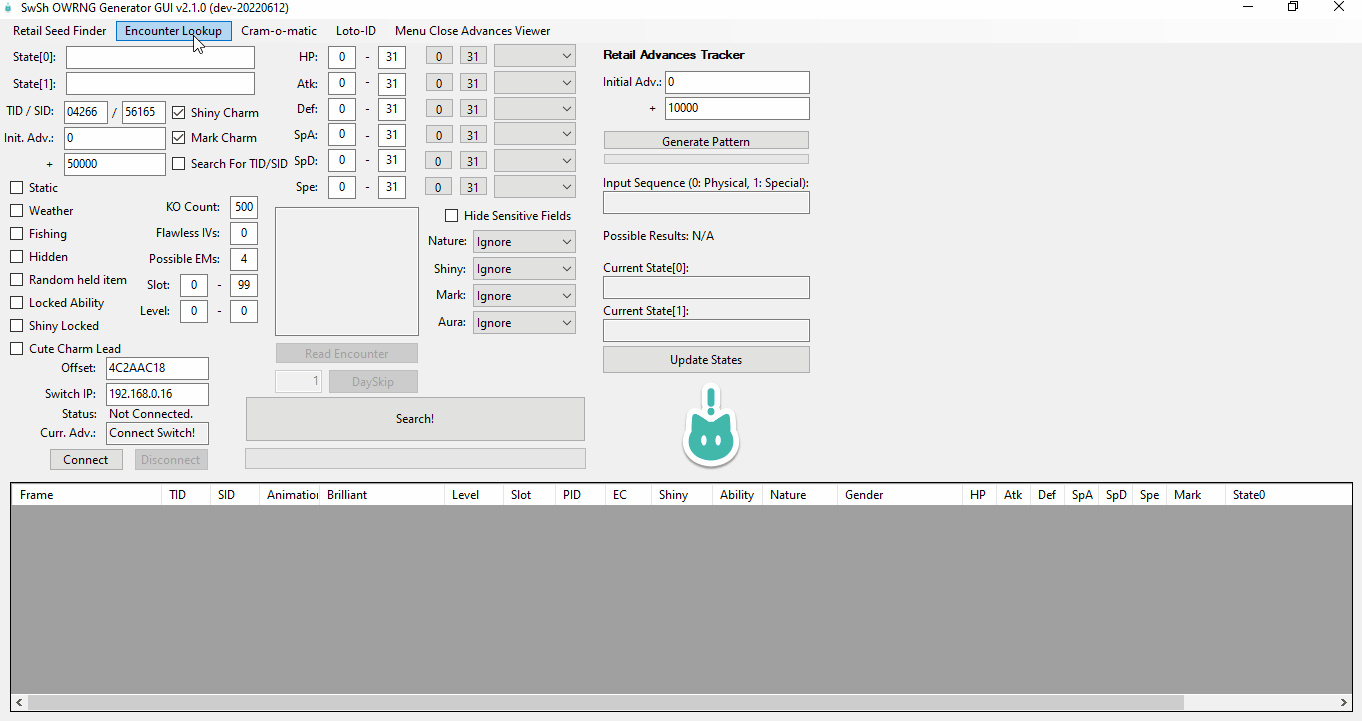 SwSh OWRNG Generator GUI v2.1.0 (dev-20220612)
Retail Seed Finder Encounter Lookup Cram-o-matic Loto-ID Menu Close Advances Viewer
State[0]:
State[1]:
TID / SID: 04266 / 56165 Shiny Charm
Init. Adv.: 0 Mark Charm
+ 50000 Search For TID/SID
Static
Weather
Fishing
Hidden
Random held item
Locked Ability
Shiny Locked
Cute Charm Lead
KO Count: 500
Flawless IVs: 0
Possible EMs: 4
Slot: 0 - 99
Level: 0 - 0
Offset: 4C2AAC18
Switch IP: 192.168.0.16
Status: Not Connected.
Curr. Adv.: Connect Switch!
Connect Disconnect
HP: 0 - 31 0 31
Atk: 0 - 31 0 31
Def: 0 - 31 0 31
SpA: 0 - 31 0 31
SpD: 0 - 31 0 31
Spe: 0 - 31 0 31
Hide Sensitive Fields
Nature: Ignore
Shiny: Ignore
Mark: Ignore
Aura: Ignore
Read Encounter
1 DaySkip
Search!
Retail Advances Tracker
Initial Adv.: 0
+ 10000
Generate Pattern
Input Sequence (0: Physical, 1: Special):
Possible Results: N/A
Current State[0]:
Current State[1]:
Update States
Frame TID SID Animation Brilliant Level Slot PID EC Shiny Ability Nature Gender HP Atk Def SpA SpD Spe Mark State0